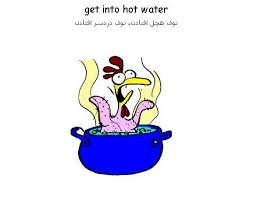 get into hot water
توی هچل افتادن، توی دردسر افتادن